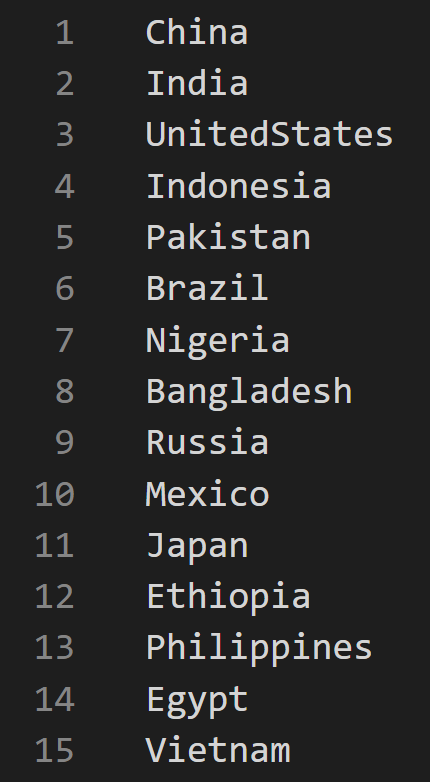 1 China
2 India
3 UnitedStates
4 Indonesia
5 Pakistan
6 Brazil
7 Nigeria
8 Bangladesh
9 Russia
10 Mexico
11 Japan
12 Ethiopia
13 Philippines
14 Egypt
15 Vietnam